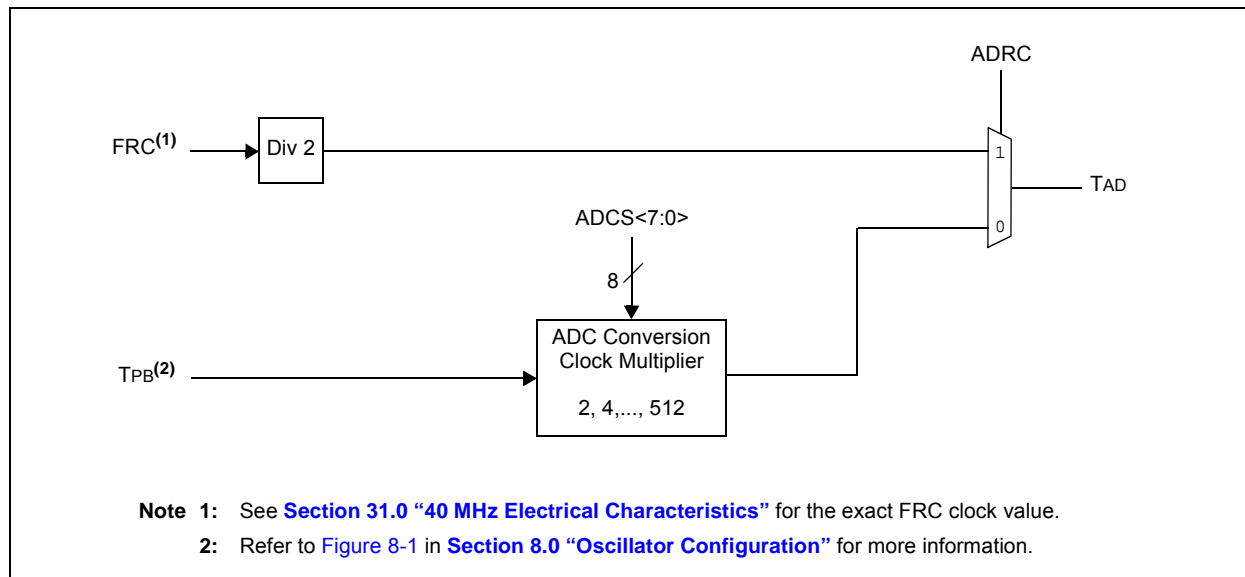 ADRC
FRC(1)
Div 2
1
TAD
ADCS<7:0>
0
8
ADC Conversion
Clock Multiplier
TPB(2)
2, 4,..., 512
Note 1: See Section 31.0 “40 MHz Electrical Characteristics” for the exact FRC clock value.
2: Refer to Figure 8-1 in Section 8.0 “Oscillator Configuration” for more information.